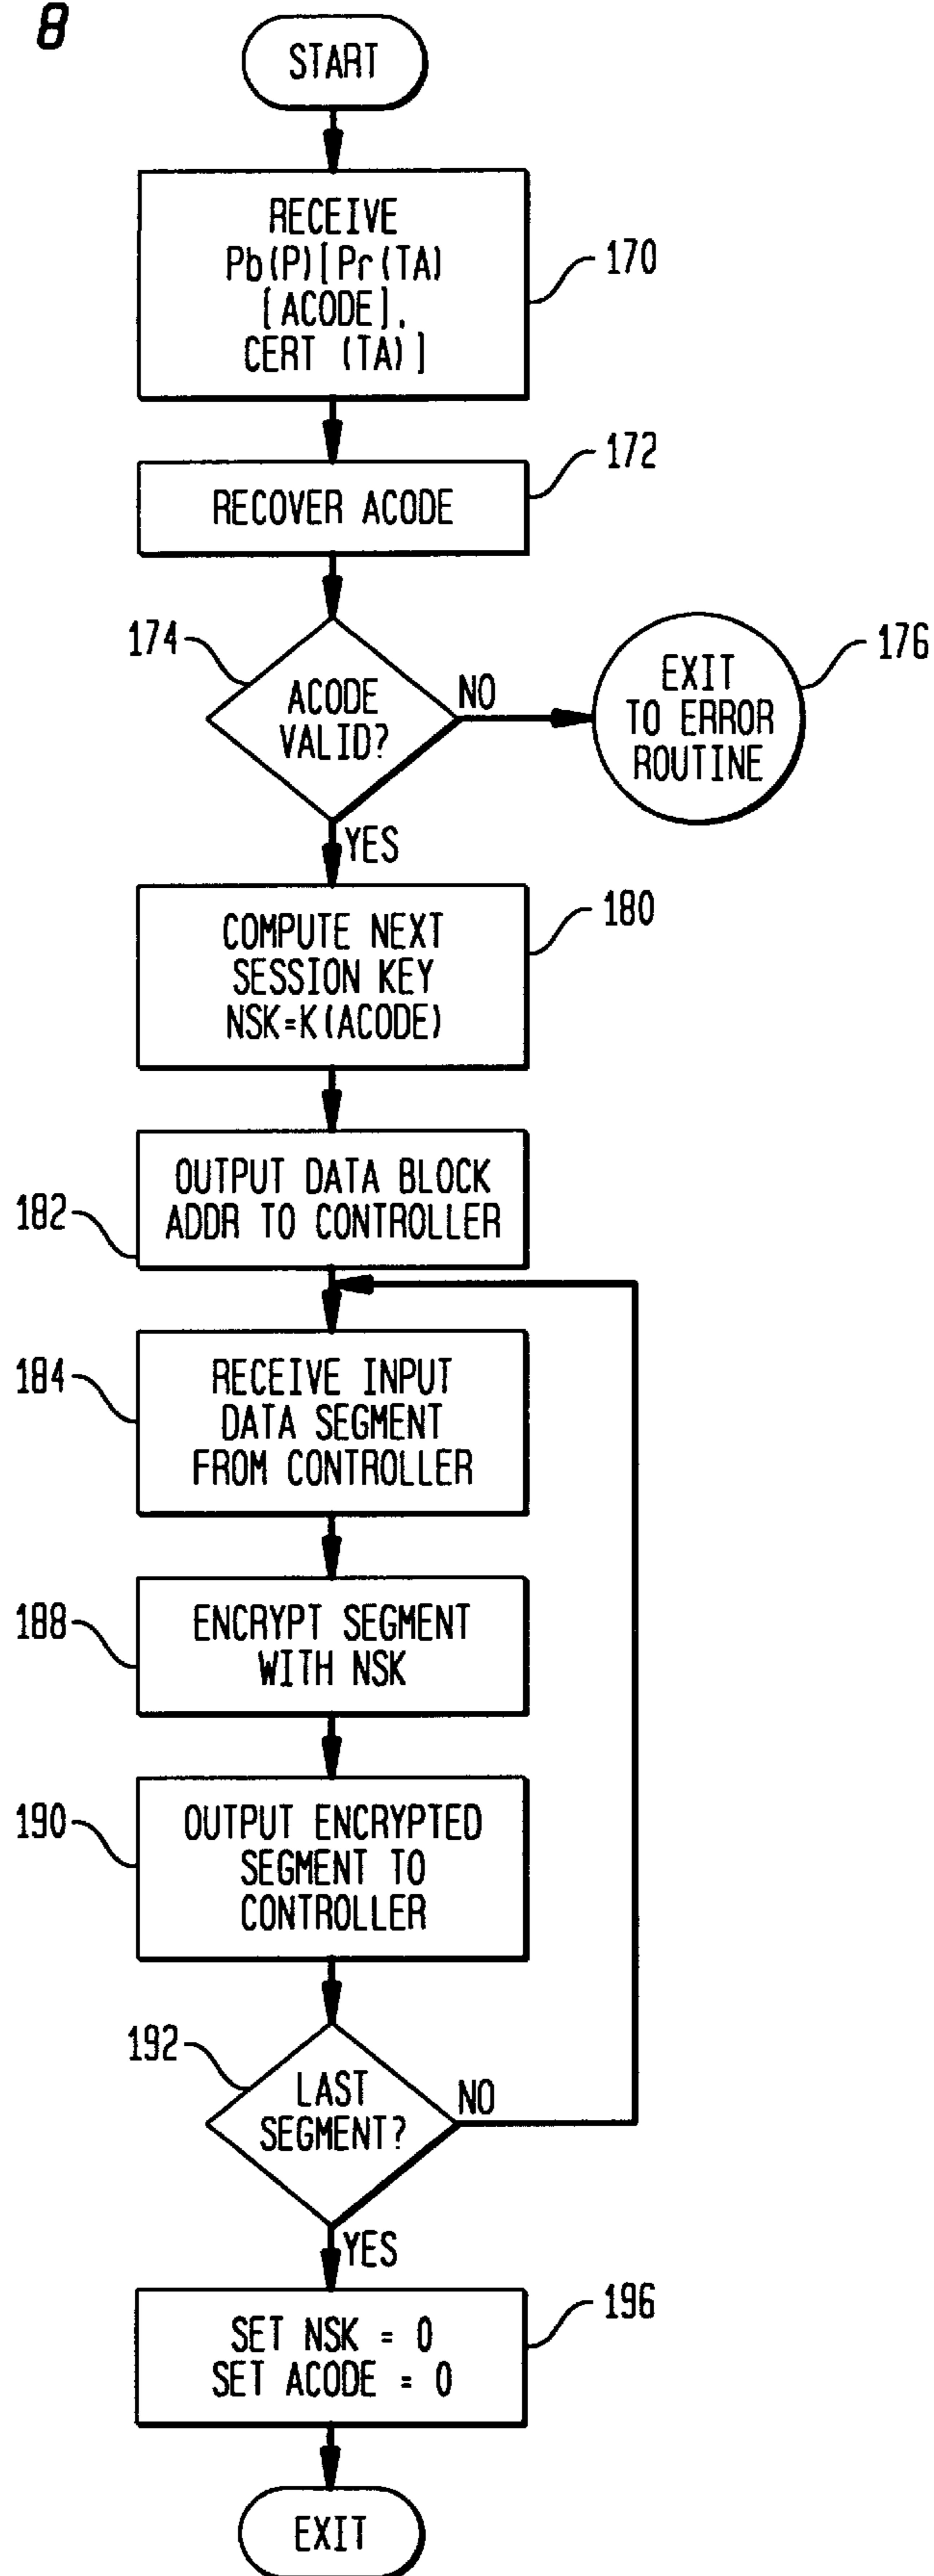 8
START
RECEIVE
Pb(P)[Pr(TA)
[ACODE],
CERT (TA)]
170
RECOVER ACODE
172
174
ACODE
VALID?
NO
EXIT
TO ERROR
ROUTINE
176
YES
COMPUTE NEXT
SESSION KEY
NSK=K(ACODE)
180
OUTPUT DATA BLOCK
ADDR TO CONTROLLER
182
184
RECEIVE INPUT
DATA SEGMENT
FROM CONTROLLER
188
ENCRYPT SEGMENT
WITH NSK
190
OUTPUT ENCRYPTED
SEGMENT TO
CONTROLLER
192
LAST
SEGMENT?
NO
YES
SET NSK = 0
SET ACODE = 0
196
EXIT